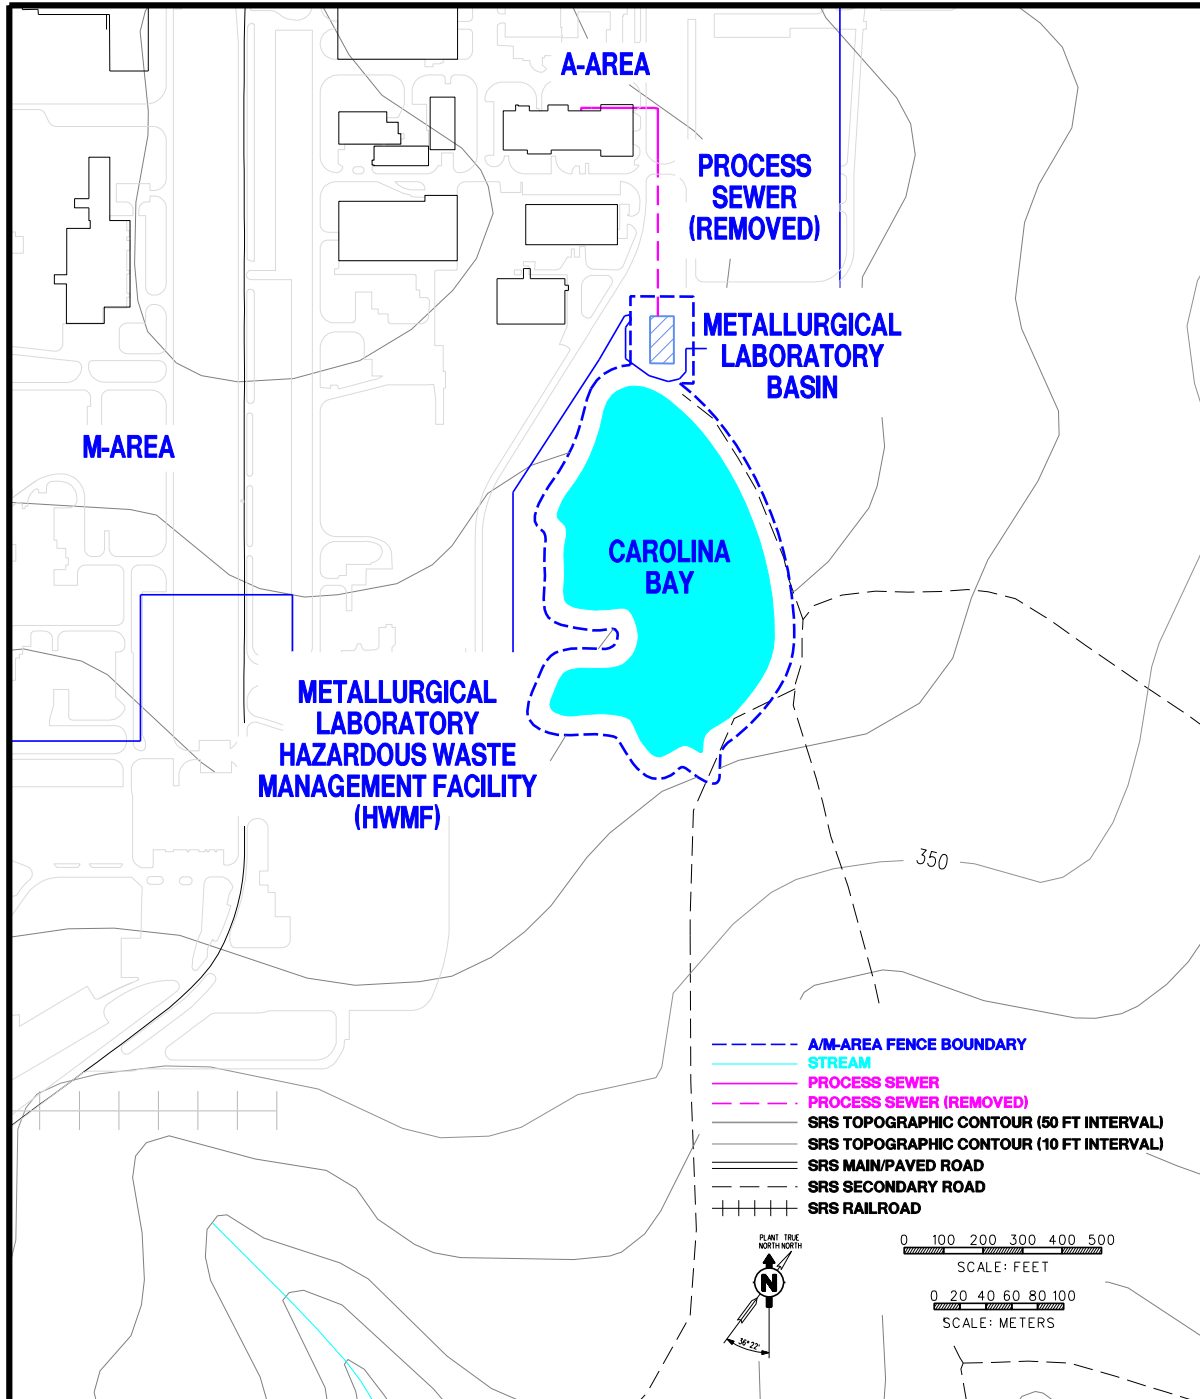 A-AREA
PROCESS
SEWER
(REMOVED)
METALLURGICAL
LABORATORY
BASIN
M-AREA
CAROLINA
BAY
METALLURGICAL
LABORATORY
HAZARDOUS WASTE
MANAGEMENT FACILITY
(HWMF)
350
A/M-AREA FENCE BOUNDARY
STREAM
PROCESS SEWER
PROCESS SEWER (REMOVED)
SRS TOPOGRAPHIC CONTOUR (50 FT INTERVAL)
SRS TOPOGRAPHIC CONTOUR (10 FT INTERVAL)
SRS MAIN/PAVED ROAD
SRS SECONDARY ROAD
SRS RAILROAD
PLANT TRUE
NORTH NORTH
N
36°22'
0 100 200 300 400 500
SCALE: FEET
0 20 40 60 80 100
SCALE: METERS